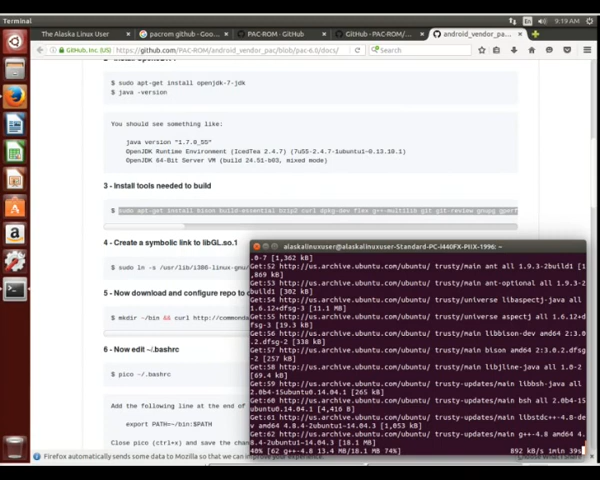 Terminal
En
9:19 AM
The Alaska Linux User
pacrom github - Goo...
PAC-ROM · GitHub
GitHub - PAC-ROM/...
android_vendor_pa...
GitHub, Inc. (US)
https://github.com/PAC-ROM/android_vendor_pac/blob/pac-6.0/docs/
Search
$ sudo apt-get install openjdk-7-jdk
$ java -version
You should see something like:
java version "1.7.0_55"
OpenJDK Runtime Environment (IcedTea 2.4.7) (7u55-2.4.7-1ubuntu1~0.13.10.1)
OpenJDK 64-Bit Server VM (build 24.51-b03, mixed mode)
3 - Install tools needed to build
$ sudo apt-get install bison build-essential bzip2 curl dpkg-dev flex g++-multilib git git-review gnupg gperf
4 - Create a symbolic link to libGL.so.1
$ sudo ln -s /usr/lib/i386-linux-gnu/
5 - Now download and configure repo to
$ mkdir ~/bin && curl http://commonda
6 - Now edit ~/.bashrc
$ pico ~/.bashrc
Add the following line at the end of
export PATH=~/bin:$PATH
Close pico (ctrl+x) and save the chan
Firefox automatically sends some data to Mozilla so that we can
alaskalinuxuser@alaskalinuxuser-Standard-PC-i440FX-PIIX-1996: ~
.0-7 [1,362 kB]
Get:52 http://us.archive.ubuntu.com/ubuntu/ trusty/main ant all 1.9.3-2build1 [1
,869 kB]
Get:53 http://us.archive.ubuntu.com/ubuntu/ trusty/main ant-optional all 1.9.3-2
build1 [302 kB]
Get:54 http://us.archive.ubuntu.com/ubuntu/ trusty/universe libaspectj-java all
1.6.12+dfsg-3 [11.1 MB]
Get:55 http://us.archive.ubuntu.com/ubuntu/ trusty/universe aspectj all 1.6.12+d
fsg-3 [19.3 kB]
Get:56 http://us.archive.ubuntu.com/ubuntu/ trusty/main libbison-dev amd64 2:3.0
.2.dfsg-2 [338 kB]
Get:57 http://us.archive.ubuntu.com/ubuntu/ trusty/main bison amd64 2:3.0.2.dfsg
-2 [257 kB]
Get:58 http://us.archive.ubuntu.com/ubuntu/ trusty/main libjline-java all 1.0-2
[69.4 kB]
Get:59 http://us.archive.ubuntu.com/ubuntu/ trusty-updates/main libbsh-java all
2.0b4-15ubuntu0.14.04.1 [265 kB]
Get:60 http://us.archive.ubuntu.com/ubuntu/ trusty-updates/main bsh all 2.0b4-15
ubuntu0.14.04.1 [4,416 B]
Get:61 http://us.archive.ubuntu.com/ubuntu/ trusty-updates/main libstdc++-4.8-de
v amd64 4.8.4-2ubuntu1~14.04.3 [1,053 kB]
Get:62 http://us.archive.ubuntu.com/ubuntu/ trusty-updates/main g++-4.8 amd64 4.
8.4-2ubuntu1~14.04.3 [18.1 MB]
40% [62 g++-4.8 13.4 MB/18.1 MB 74%] 892 kB/s 1min 39s